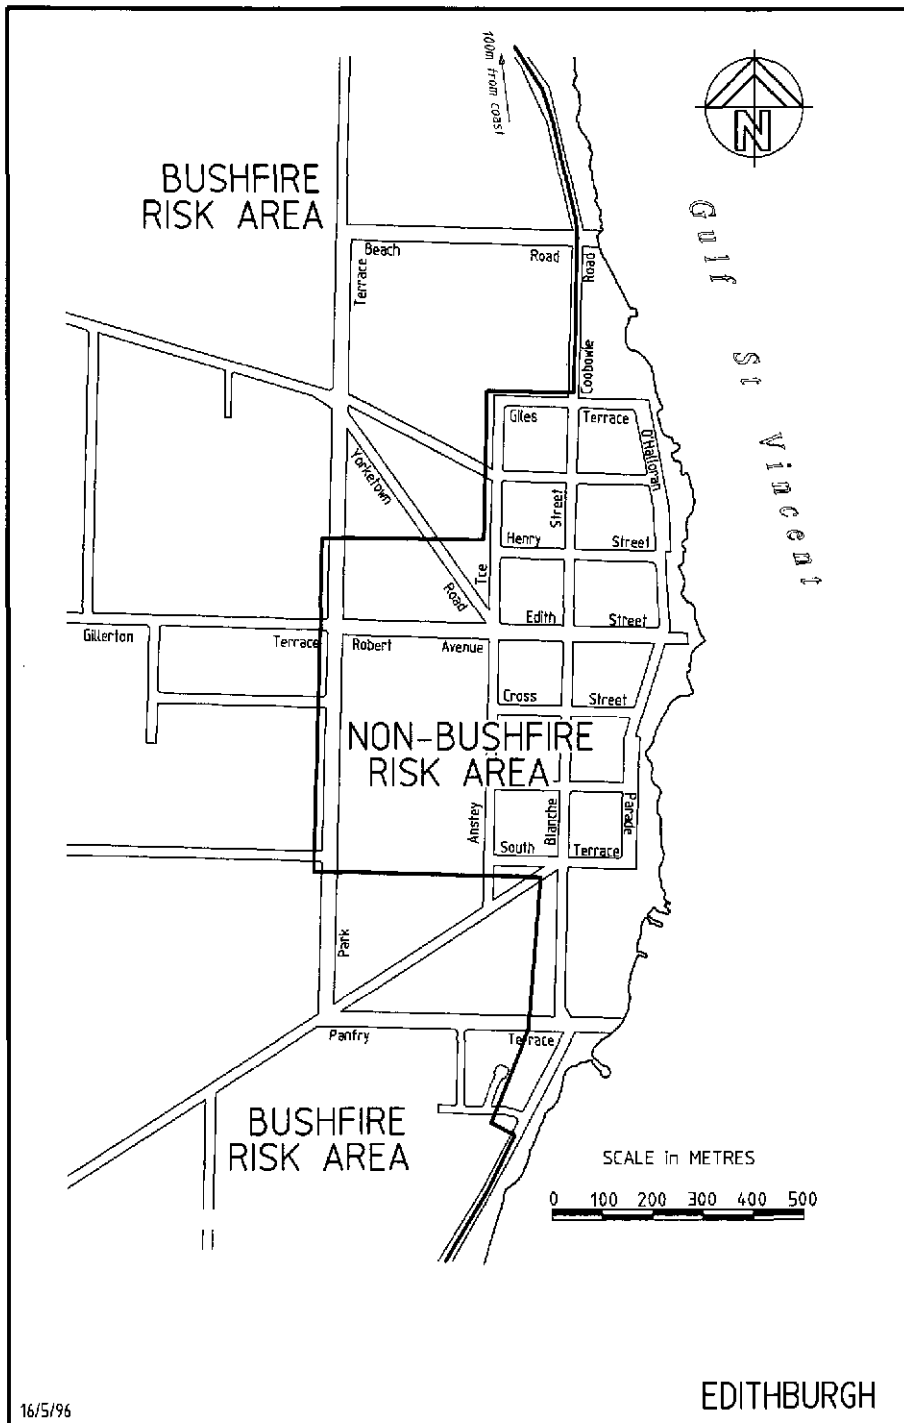 100m from coast
N
BUSHFIRE
RISK AREA
Gulf St Vincent
Beach Road
Terrace
Road
Coobowie
Giles Terrace
O'Halloran
Yorketown
Street
Henry Street
Tce
Road
Edith Street
Gillerton Terrace
Robert Avenue
Cross Street
NON-BUSHFIRE
RISK AREA
Anstey
Blanche
Parade
South Terrace
Park
Panfry Terrace
BUSHFIRE
RISK AREA
SCALE in METRES
0 100 200 300 400 500
EDITHBURGH
16/5/96